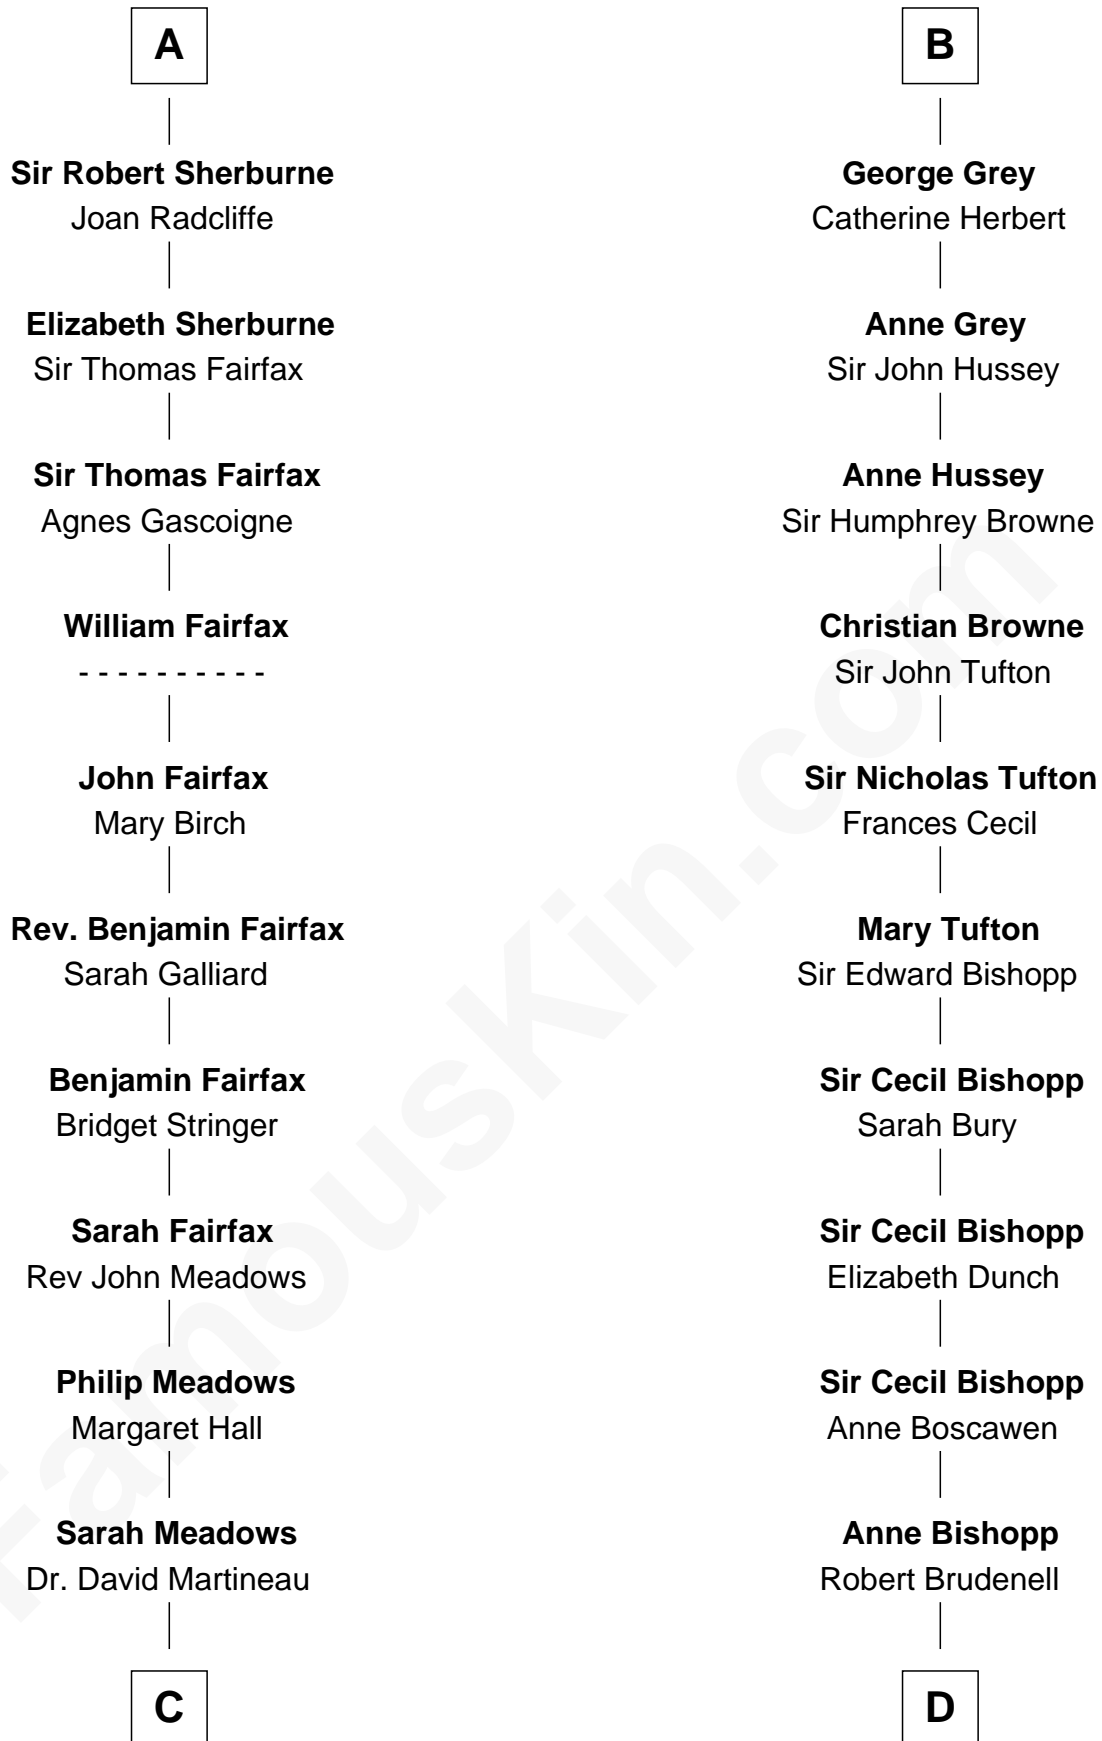 A
Sir Robert Sherburne
Joan Radcliffe
Elizabeth Sherburne
Sir Thomas Fairfax
Sir Thomas Fairfax
Agnes Gascoigne
William Fairfax
- - - - - - - - - -
John Fairfax
Mary Birch
Rev. Benjamin Fairfax
Sarah Galliard
Benjamin Fairfax
Bridget Stringer
Sarah Fairfax
Rev John Meadows
Philip Meadows
Margaret Hall
Sarah Meadows
Dr. David Martineau
C
B
George Grey
Catherine Herbert
Anne Grey
Sir John Hussey
Anne Hussey
Sir Humphrey Browne
Christian Browne
Sir John Tufton
Sir Nicholas Tufton
Frances Cecil
Mary Tufton
Sir Edward Bishopp
Sir Cecil Bishopp
Sarah Bury
Sir Cecil Bishopp
Elizabeth Dunch
Sir Cecil Bishopp
Anne Boscawen
Anne Bishopp
Robert Brudenell
D
FamousKin.com